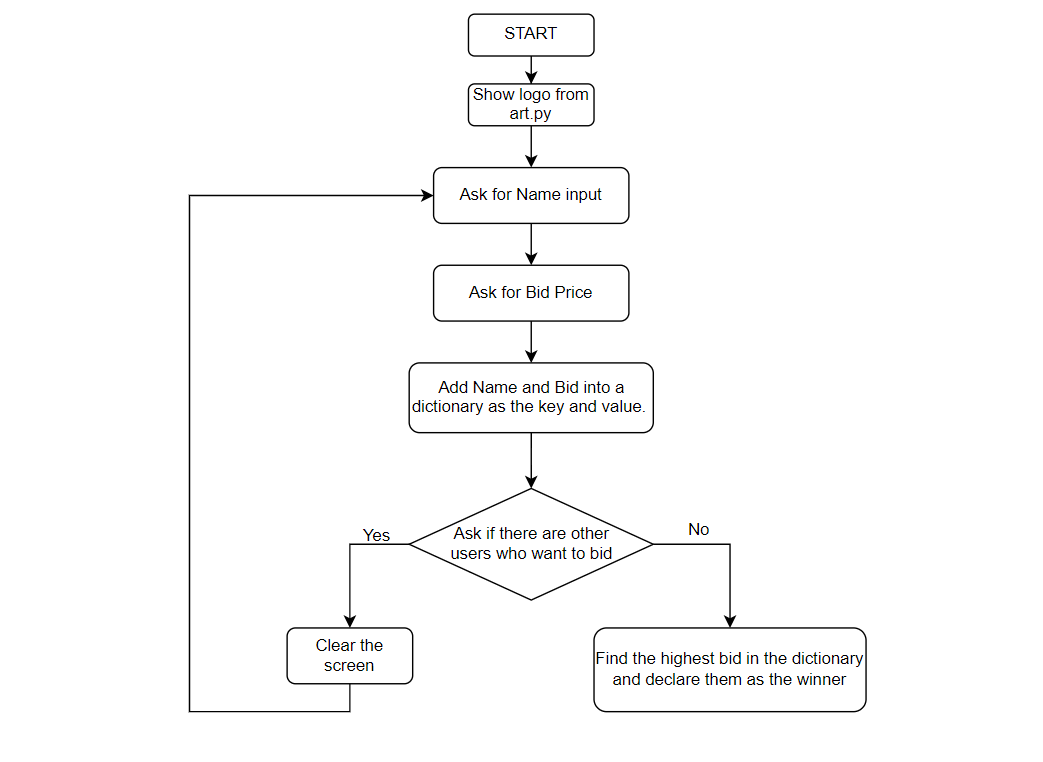 START
Show logo from
art.py
Ask for Name input
Ask for Bid Price
Add Name and Bid into a
dictionary as the key and value.
Ask if there are other
users who want to bid
Yes
No
Clear the
screen
Find the highest bid in the dictionary
and declare them as the winner